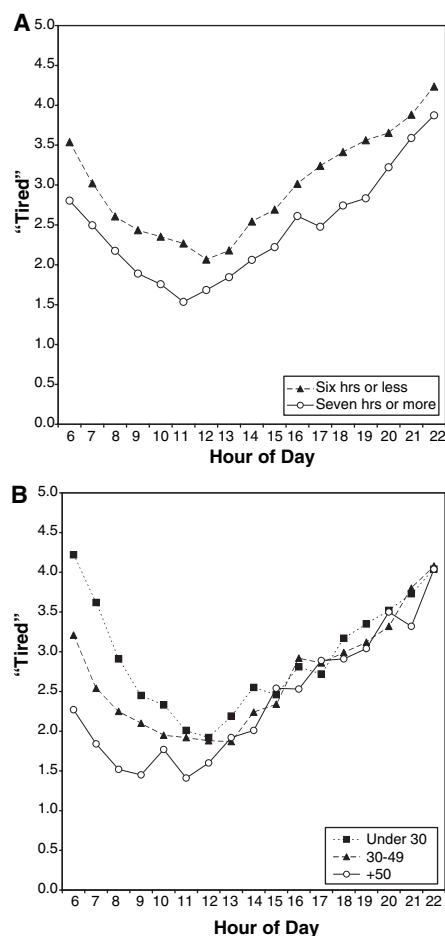 A
5.0
4.5
4.0
3.5
3.0
2.5
2.0
1.5
1.0
0.5
0.0
"Tired"
Six hrs or less
Seven hrs or more
6 7 8 9 10 11 12 13 14 15 16 17 18 19 20 21 22
Hour of Day
B
5.0
4.5
4.0
3.5
3.0
2.5
2.0
1.5
1.0
0.5
0.0
"Tired"
Under 30
30-49
+50
6 7 8 9 10 11 12 13 14 15 16 17 18 19 20 21 22
Hour of Day